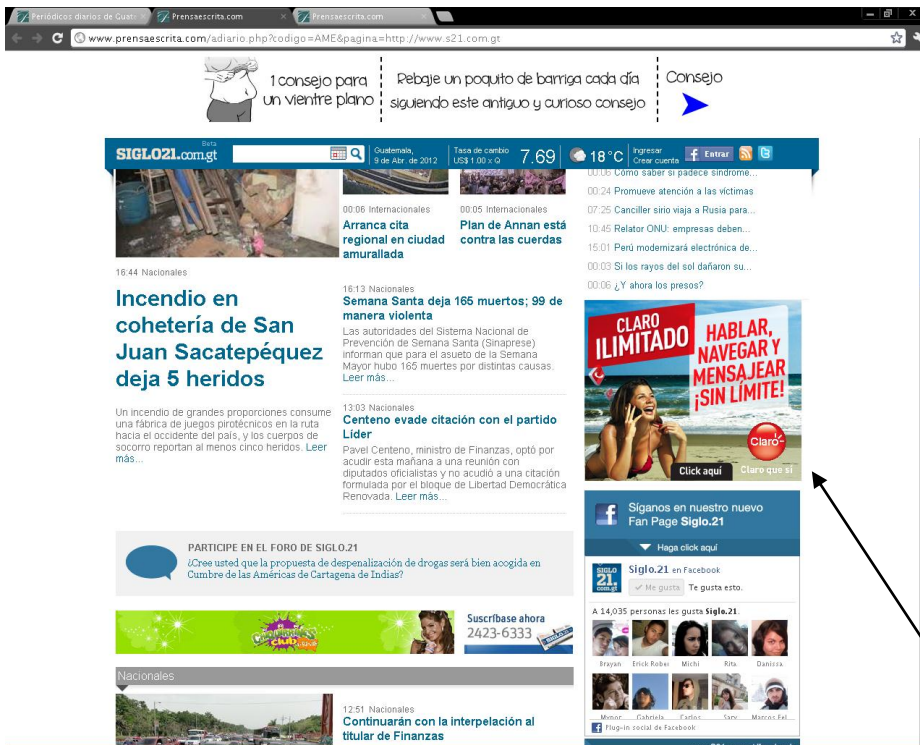 Periódicos diarios de Guate
Prensaescrita.com
Prensaescrita.com
www.prensaescrita.com/adiario.php?codigo=AME&pagina=http://www.s21.com.gt
1 consejo para
un vientre plano
Rebaje un poquito de barriga cada día
siguiendo este antiguo y curioso consejo
Consejo
Beta
SIGLO21.com.gt
Guatemala,
9 de Abr. de 2012
Tasa de cambio
US$ 1.00 x Q
7.69
18°C
Ingresar
Crear cuenta
Entrar
00:06 Internacionales
Arranca cita
regional en ciudad
amurallada
00:05 Internacionales
Plan de Annan está
contra las cuerdas
16:44 Nacionales
Incendio en
cohetería de San
Juan Sacatepéquez
deja 5 heridos
Un incendio de grandes proporciones consume
una fábrica de juegos pirotécnicos en la ruta
hacia el occidente del país, y los cuerpos de
socorro reportan al menos cinco heridos. Leer
más...
16:13 Nacionales
Semana Santa deja 165 muertos; 99 de
manera violenta
Las autoridades del Sistema Nacional de
Prevención de Semana Santa (Sinaprese)
informan que para el asueto de la Semana
Mayor hubo 165 muertes por distintas causas.
Leer más...
13:03 Nacionales
Centeno evade citación con el partido
Líder
Pavel Centeno, ministro de Finanzas, optó por
acudir esta mañana a una reunión con
diputados oficialistas y no acudió a una citación
formulada por el bloque de Libertad Democrática
Renovada. Leer más...
00:06 Cómo saber si padece síndrome...
00:24 Promueve atención a las víctimas
07:25 Canciller sirio viaja a Rusia para...
10:45 Relator ONU: empresas deben...
15:01 Perú modernizará electrónica de...
00:03 Si los rayos del sol dañaron su...
00:06 ¿Y ahora los presos?
CLARO
ILIMITADO
HABLAR,
NAVEGAR Y
MENSAJEAR
¡SIN LÍMITE!
Claro
Click aquí
Claro que sí
Síganos en nuestro nuevo
Fan Page Siglo.21
Haga click aquí
SIGLO
21.
com.gt
Siglo.21 en Facebook
Me gusta
Te gusta esto.
A 14,035 personas les gusta Siglo.21.
Brayan Erick Robei Michi Rita. Danissa.
Mynor Gabriela Carlos Sary Marcos Fel
Plug-in social de Facebook
PARTICIPE EN EL FORO DE SIGLO.21
¿Cree usted que la propuesta de despenalización de drogas será bien acogida en
Cumbre de las Américas de Cartagena de Indias?
Suscríbase ahora
2423-6333
Nacionales
12:51 Nacionales
Continuarán con la interpelación al
titular de Finanzas